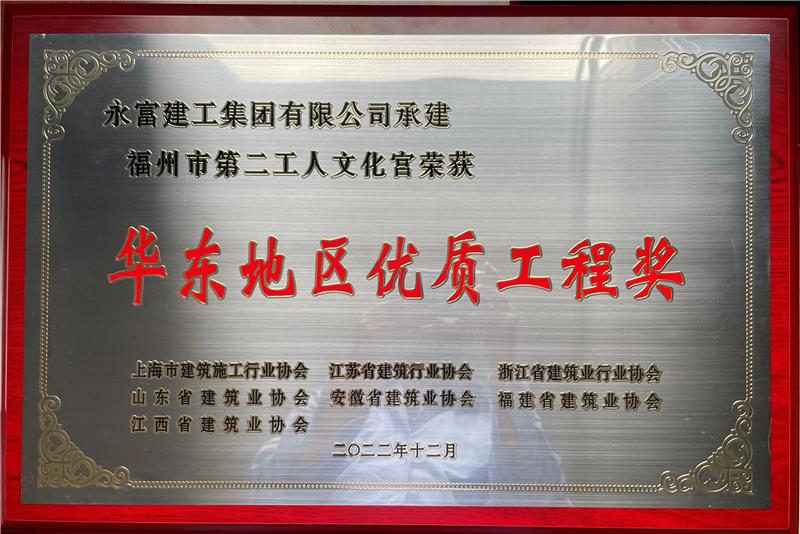 永富建工集团有限公司承建
福州市第二工人文化宫荣获
华东地区优质工程奖
上海市建筑施工行业协会 江苏省建筑行业协会 浙江省建筑业行业协会
山东省建筑业协会 安徽省建筑业协会 福建省建筑业协会
江西省建筑业协会
二〇二二年十二月